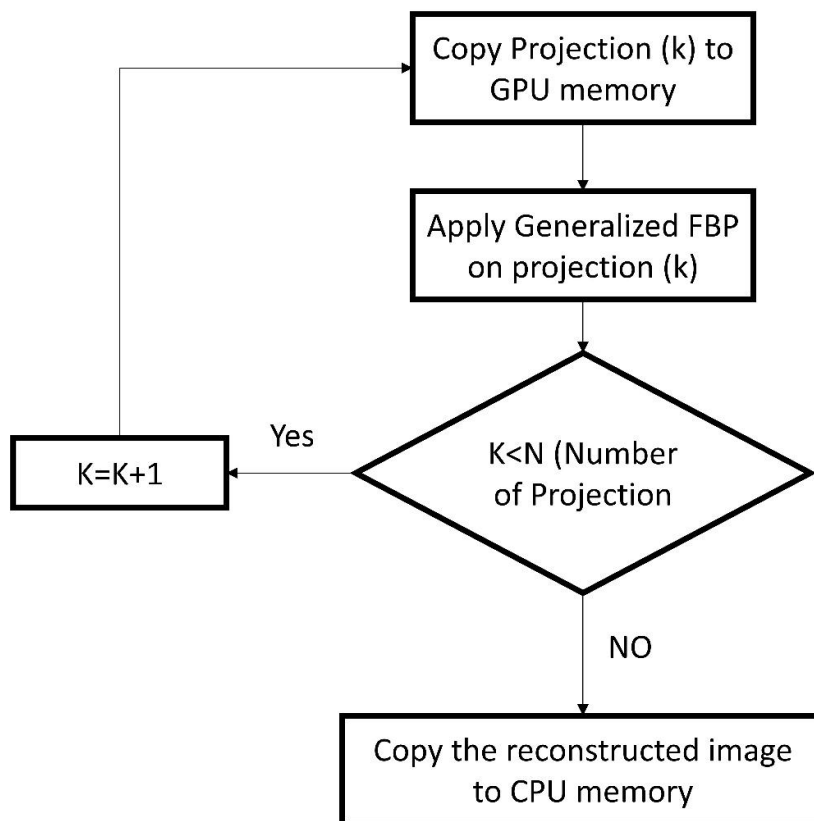 Copy Projection (k) to
GPU memory
Apply Generalized FBP
on projection (k)
K<N (Number
of Projection
Yes
K=K+1
NO
Copy the reconstructed image
to CPU memory